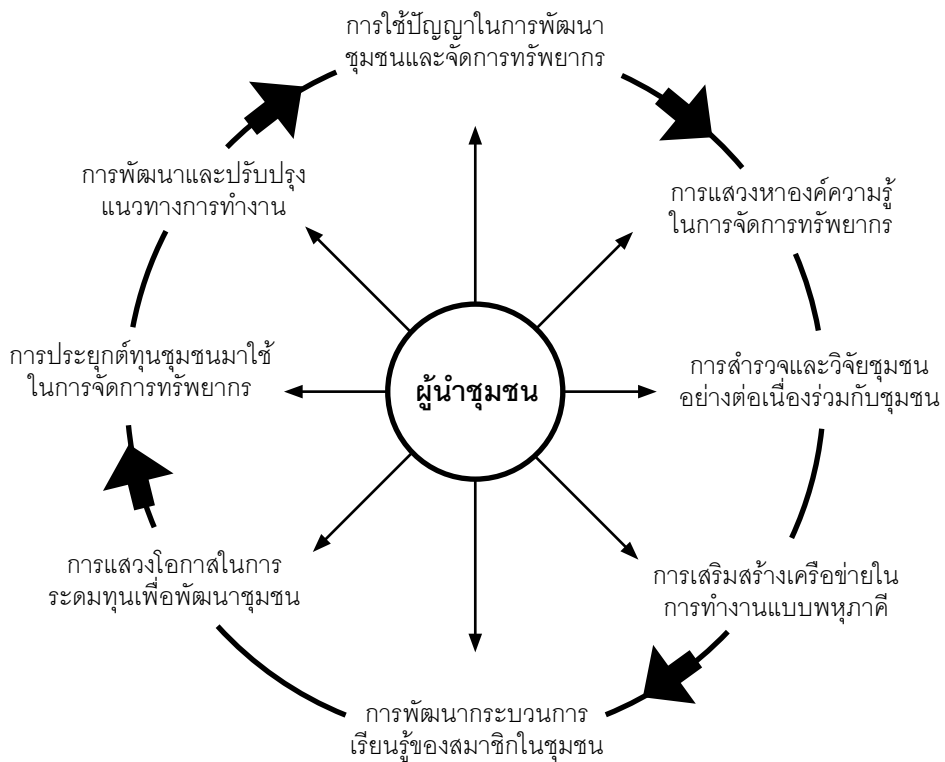 การใช้ปัญญาในการพัฒนา
ชุมชนและจัดการทรัพยากร
การแสวงหาองค์ความรู้
ในการจัดการทรัพยากร
การสำรวจและวิจัยชุมชน
อย่างต่อเนื่องร่วมกับชุมชน
การเสริมสร้างเครือข่ายใน
การทำงานแบบพหุภาคี
การพัฒนากระบวนการ
เรียนรู้ของสมาชิกในชุมชน
การแสวงโอกาสในการ
ระดมทุนเพื่อพัฒนาชุมชน
การประยุกต์ทุนชุมชนมาใช้
ในการจัดการทรัพยากร
การพัฒนาและปรับปรุง
แนวทางการทำงาน
ผู้นำชุมชน